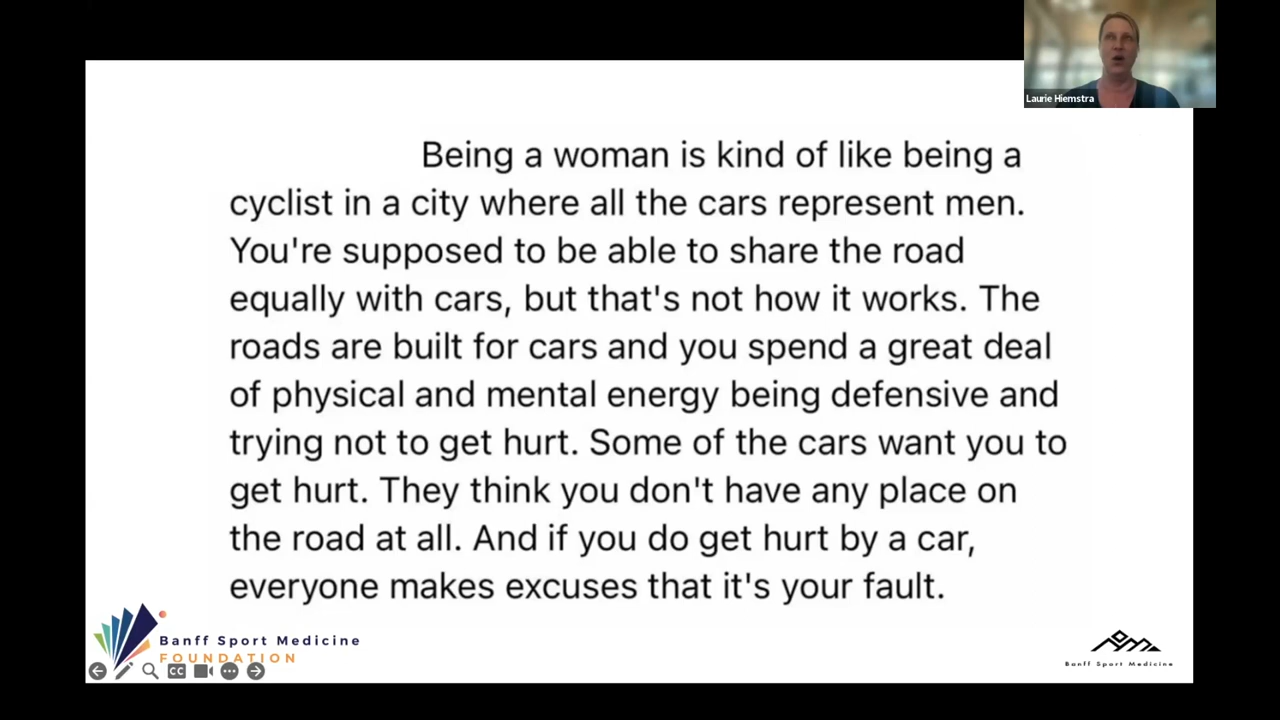 Laurie Hiemstra
Being a woman is kind of like being a
cyclist in a city where all the cars represent men.
You're supposed to be able to share the road
equally with cars, but that's not how it works. The
roads are built for cars and you spend a great deal
of physical and mental energy being defensive and
trying not to get hurt. Some of the cars want you to
get hurt. They think you don't have any place on
the road at all. And if you do get hurt by a car,
everyone makes excuses that it's your fault.
Banff Sport Medicine
FOUNDATION
CC
Banff Sport Medicine